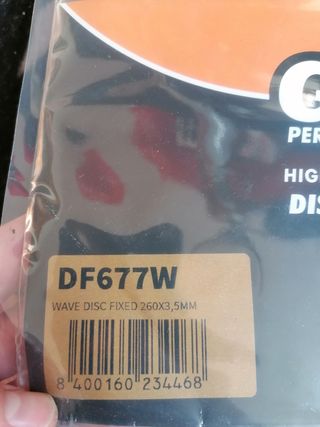 PER
HIG
DIS
DF677W
WAVE DISC FIXED 260X3,5MM
8 400160 234468